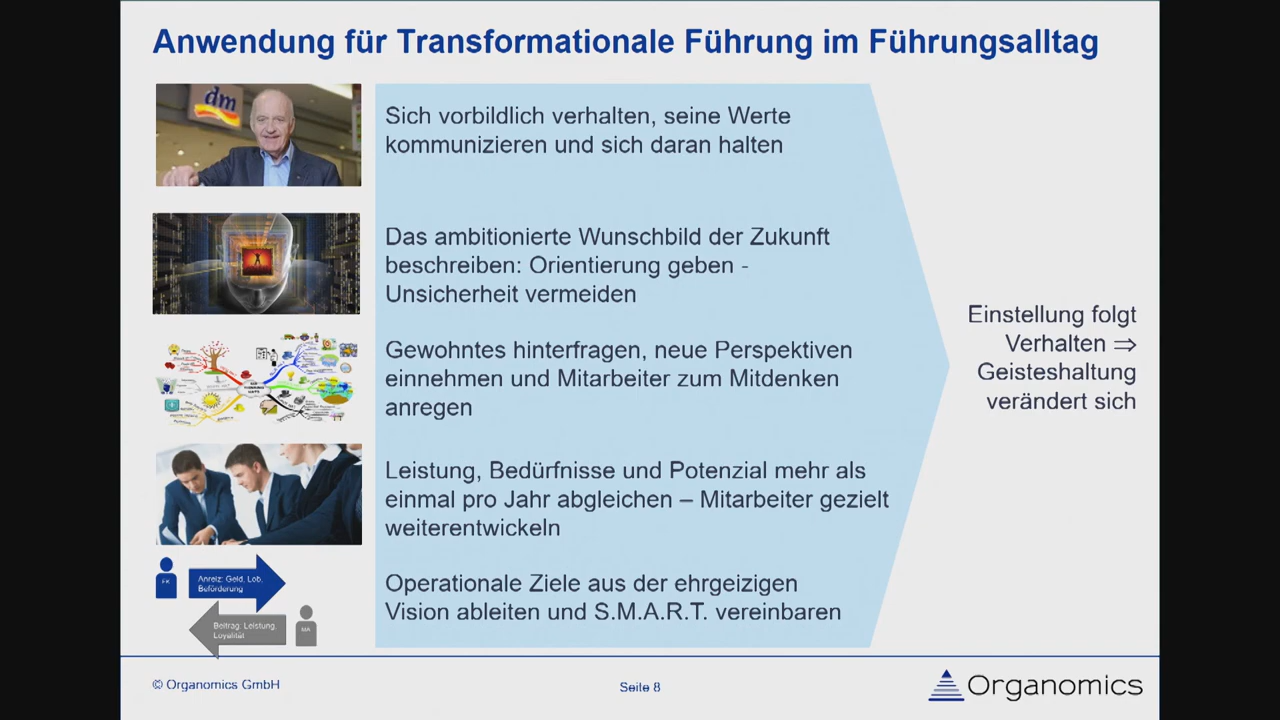 Anwendung für Transformationale Führung im Führungsalltag
dm
Sich vorbildlich verhalten, seine Werte
kommunizieren und sich daran halten
Das ambitionierte Wunschbild der Zukunft
beschreiben: Orientierung geben -
Unsicherheit vermeiden
Gewohntes hinterfragen, neue Perspektiven
einnehmen und Mitarbeiter zum Mitdenken
anregen
Leistung, Bedürfnisse und Potenzial mehr als
einmal pro Jahr abgleichen – Mitarbeiter gezielt
weiterentwickeln
FK
Anreiz: Geld, Lob,
Beförderung
Beitrag: Leistung,
Loyalität
MA
Operationale Ziele aus der ehrgeizigen
Vision ableiten und S.M.A.R.T. vereinbaren
Einstellung folgt
Verhalten ⇒
Geisteshaltung
verändert sich
© Organomics GmbH
Seite 8
Organomics